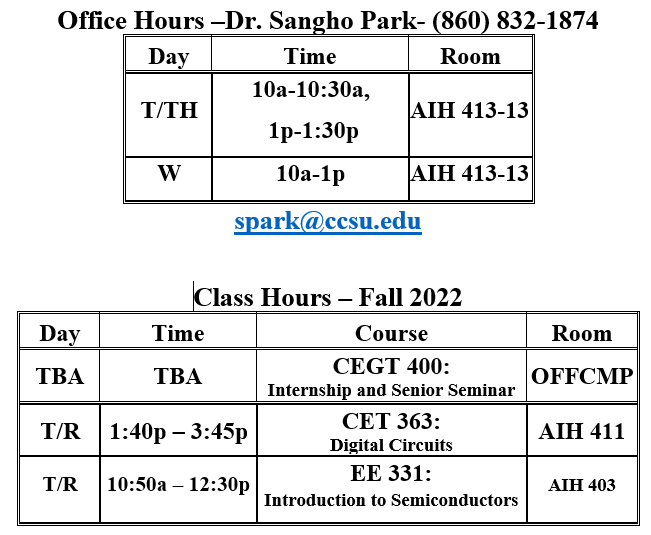 Office Hours –Dr. Sangho Park- (860) 832-1874
Day Time Room
T/TH 10a-10:30a, 1p-1:30p AIH 413-13
W 10a-1p AIH 413-13
spark@ccsu.edu
Class Hours – Fall 2022
Day Time Course Room
TBA TBA CEGT 400: Internship and Senior Seminar OFFCMP
T/R 1:40p – 3:45p CET 363: Digital Circuits AIH 411
T/R 10:50a – 12:30p EE 331: Introduction to Semiconductors AIH 403